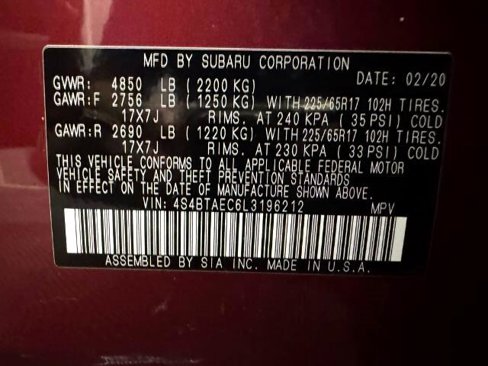 MFD BY SUBARU CORPORATION
GVWR: 4850 LB (2200 KG) DATE: 02/20
GAWR:F 2756 LB (1250 KG) WITH 225/65R17 102H TIRES.
17X7J RIMS. AT 240 KPA (35 PSI) COLD
GAWR:R 2690 LB (1220 KG) WITH 225/65R17 102H TIRES.
17X7J RIMS. AT 230 KPA (33 PSI) COLD
THIS VEHICLE CONFORMS TO ALL APPLICABLE FEDERAL MOTOR
VEHICLE SAFETY AND THEFT PREVENTION STANDARDS
IN EFFECT ON THE DATE OF MANUFACTURE SHOWN ABOVE.
VIN: 4S4BTAEC6L3196212 MPV
ASSEMBLED BY SIA INC. MADE IN U.S.A.